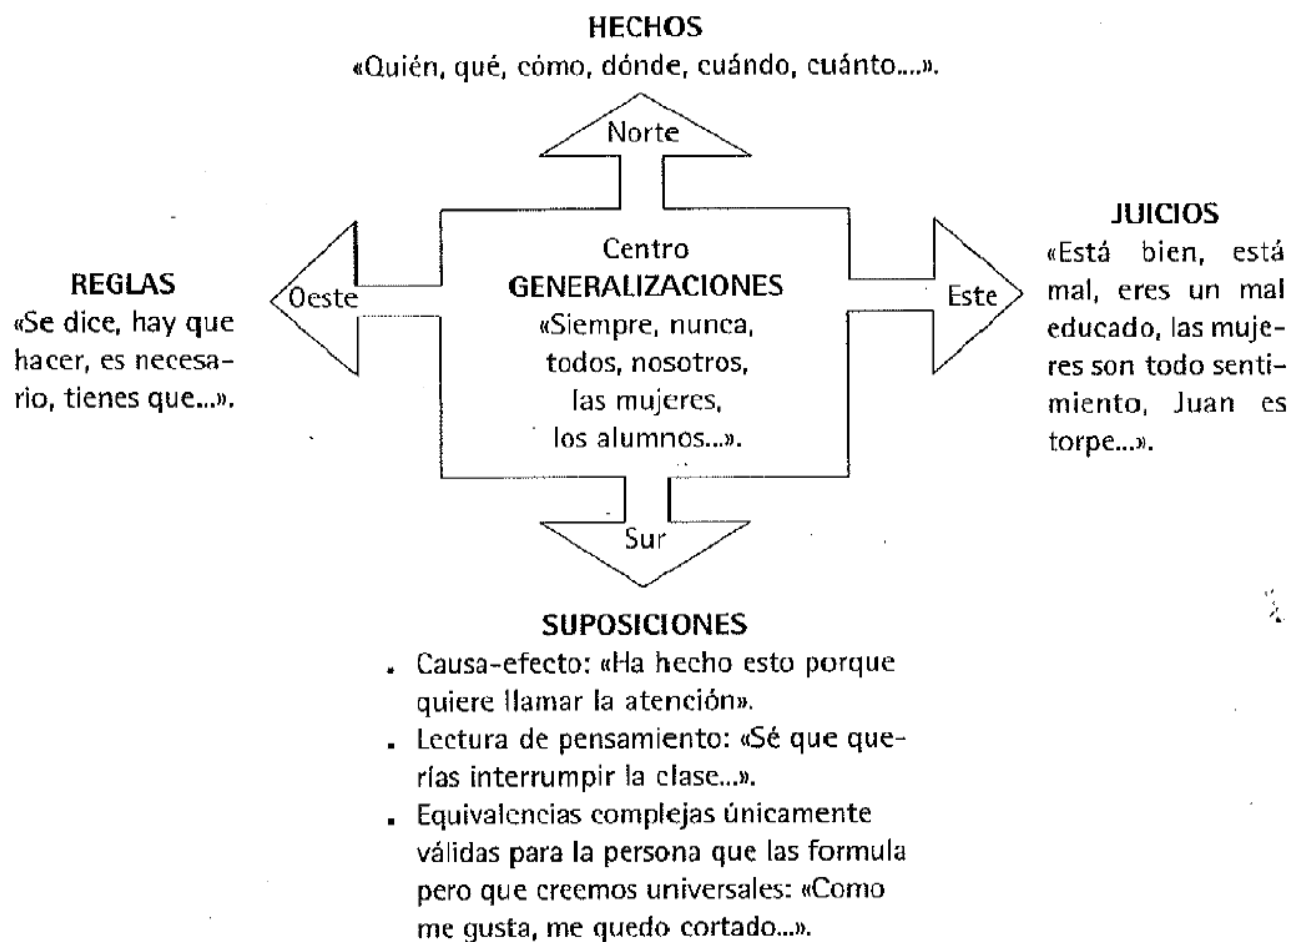 HECHOS
«Quién, qué, cómo, dónde, cuándo, cuánto....».
Norte
JUICIOS
«Está bien, está
mal, eres un mal
educado, las muje-
res son todo senti-
miento, Juan es
torpe...».
Este
Centro
GENERALIZACIONES
«Siempre, nunca,
todos, nosotros,
las mujeres,
los alumnos...».
Oeste
REGLAS
«Se dice, hay que
hacer, es necesa-
rio, tienes que...».
Sur
SUPOSICIONES
. Causa-efecto: «Ha hecho esto porque
quiere llamar la atención».
. Lectura de pensamiento: «Sé que que-
rías interrumpir la clase...».
. Equivalencias complejas únicamente
válidas para la persona que las formula
pero que creemos universales: «Como
me gusta, me quedo cortado...».